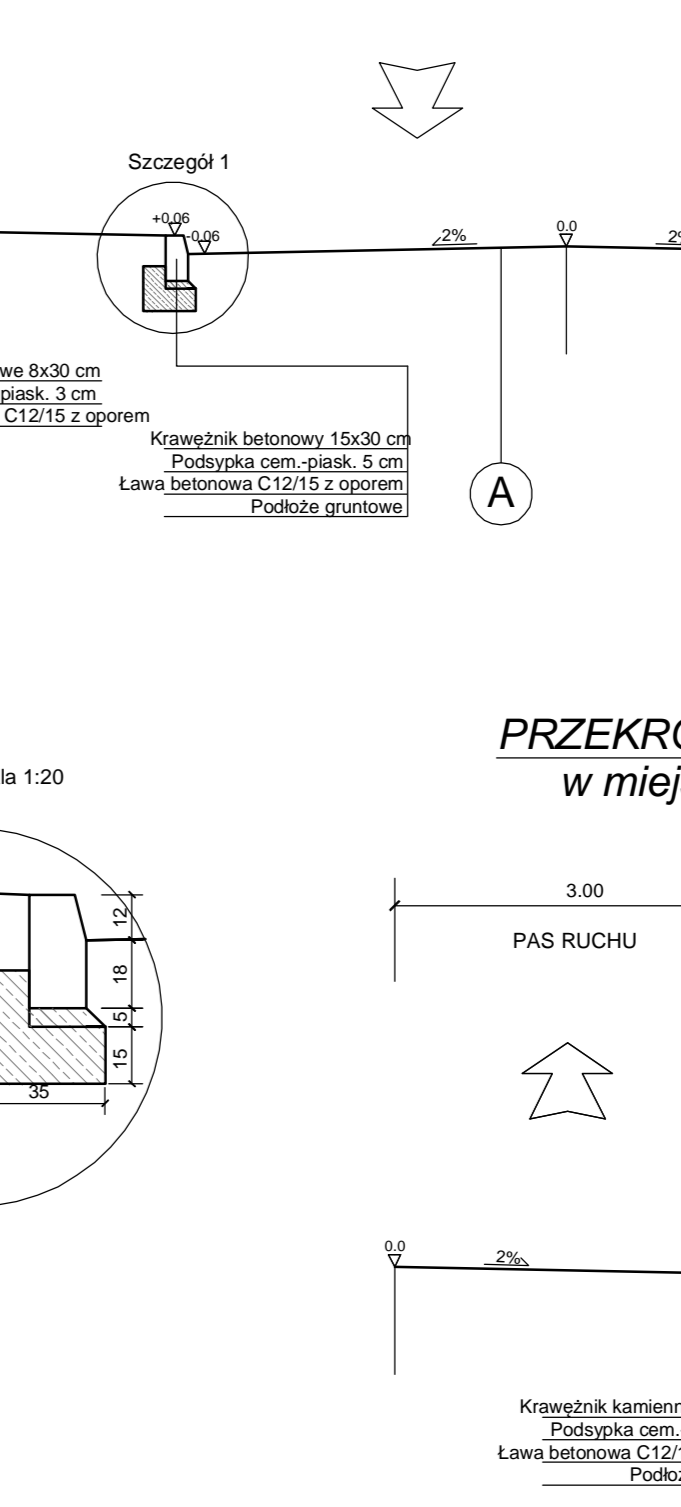 Szczegół 1
+0.06
-0.06
2%
0.0
2%
we 8x30 cm
piask. 3 cm
C12/15 z oporem
Krawężnik betonowy 15x30 cm
Podsypka cem.-piask. 5 cm
Ława betonowa C12/15 z oporem
Podłoże gruntowe
A
PRZEKRO
w miej
la 1:20
12
18
5
15
35
3.00
PAS RUCHU
0.0
2%
Krawężnik kamienn
Podsypka cem.
Ława betonowa C12/1
Podłoż